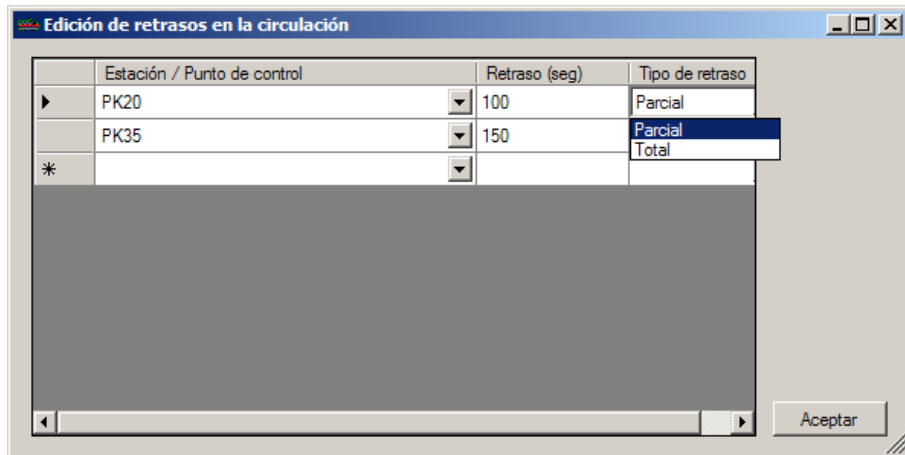 Edición de retrasos en la circulación
Estación / Punto de control Retraso (seg) Tipo de retraso
PK20 100 Parcial
PK35 150 Parcial
Total
Aceptar